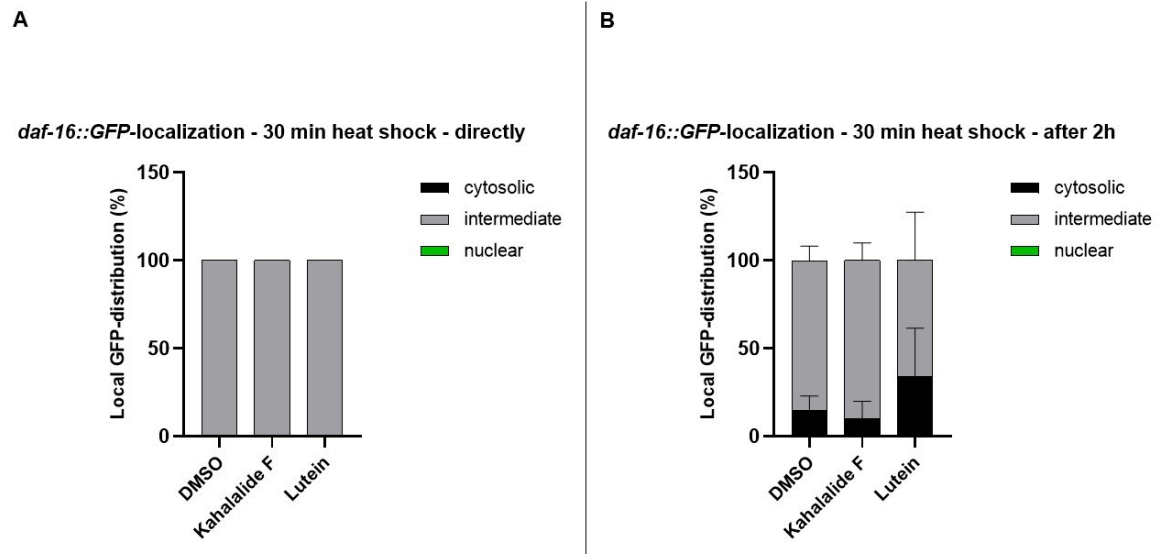 A
daf-16::GFP-localization - 30 min heat shock - directly
Local GFP-distribution (%)
150
100
50
0
DMSO
Kahalalide F
Lutein
cytosolic
intermediate
nuclear
B
daf-16::GFP-localization - 30 min heat shock - after 2h
Local GFP-distribution (%)
150
100
50
0
DMSO
Kahalalide F
Lutein
cytosolic
intermediate
nuclear